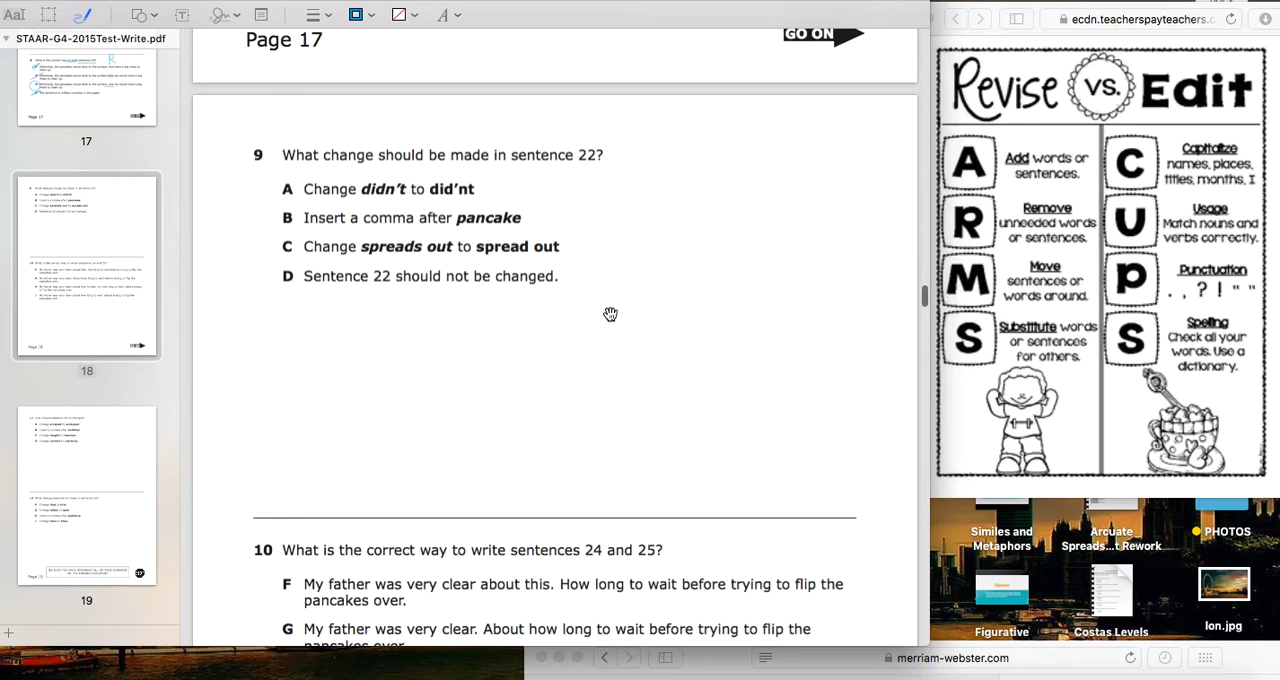 STAAR-G4-2015Test-Write.pdf
ecdn.teacherspayteachers.c
Page 17
GO ON
17
18
19
9 What change should be made in sentence 22?
A Change didn't to did'nt
B Insert a comma after pancake
C Change spreads out to spread out
D Sentence 22 should not be changed.
10 What is the correct way to write sentences 24 and 25?
F My father was very clear about this. How long to wait before trying to flip the
pancakes over.
G My father was very clear. About how long to wait before trying to flip the
pancakes over.
Revise vs. Edit
A Add words or
sentences.
R Remove
unneeded words
or sentences.
M Move
sentences or
words around.
S Substitute words
or sentences
for others.
C Capitalize
names, places,
titles, months, I
U Usage
Match nouns and
verbs correctly.
P Punctuation
. , ? ! " "
S Spelling
Check all your
words. Use a
dictionary.
Similes and
Metaphors
Arcuate
Spreads...t Rework
PHOTOS
Figurative
Costas Levels
lon.jpg
merriam-webster.com